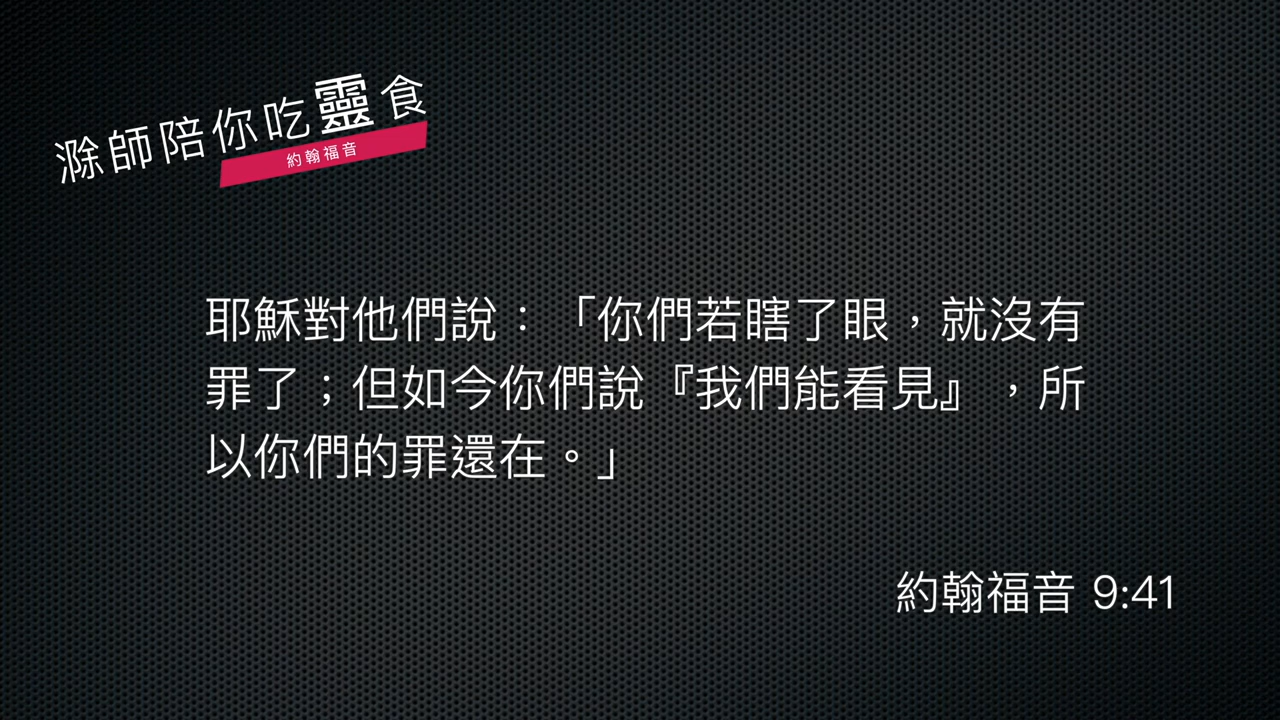 滁師陪你吃靈食
約翰福音
耶穌對他們說：「你們若瞎了眼，就沒有
罪了；但如今你們說『我們能看見』，所
以你們的罪還在。」
約翰福音 9:41